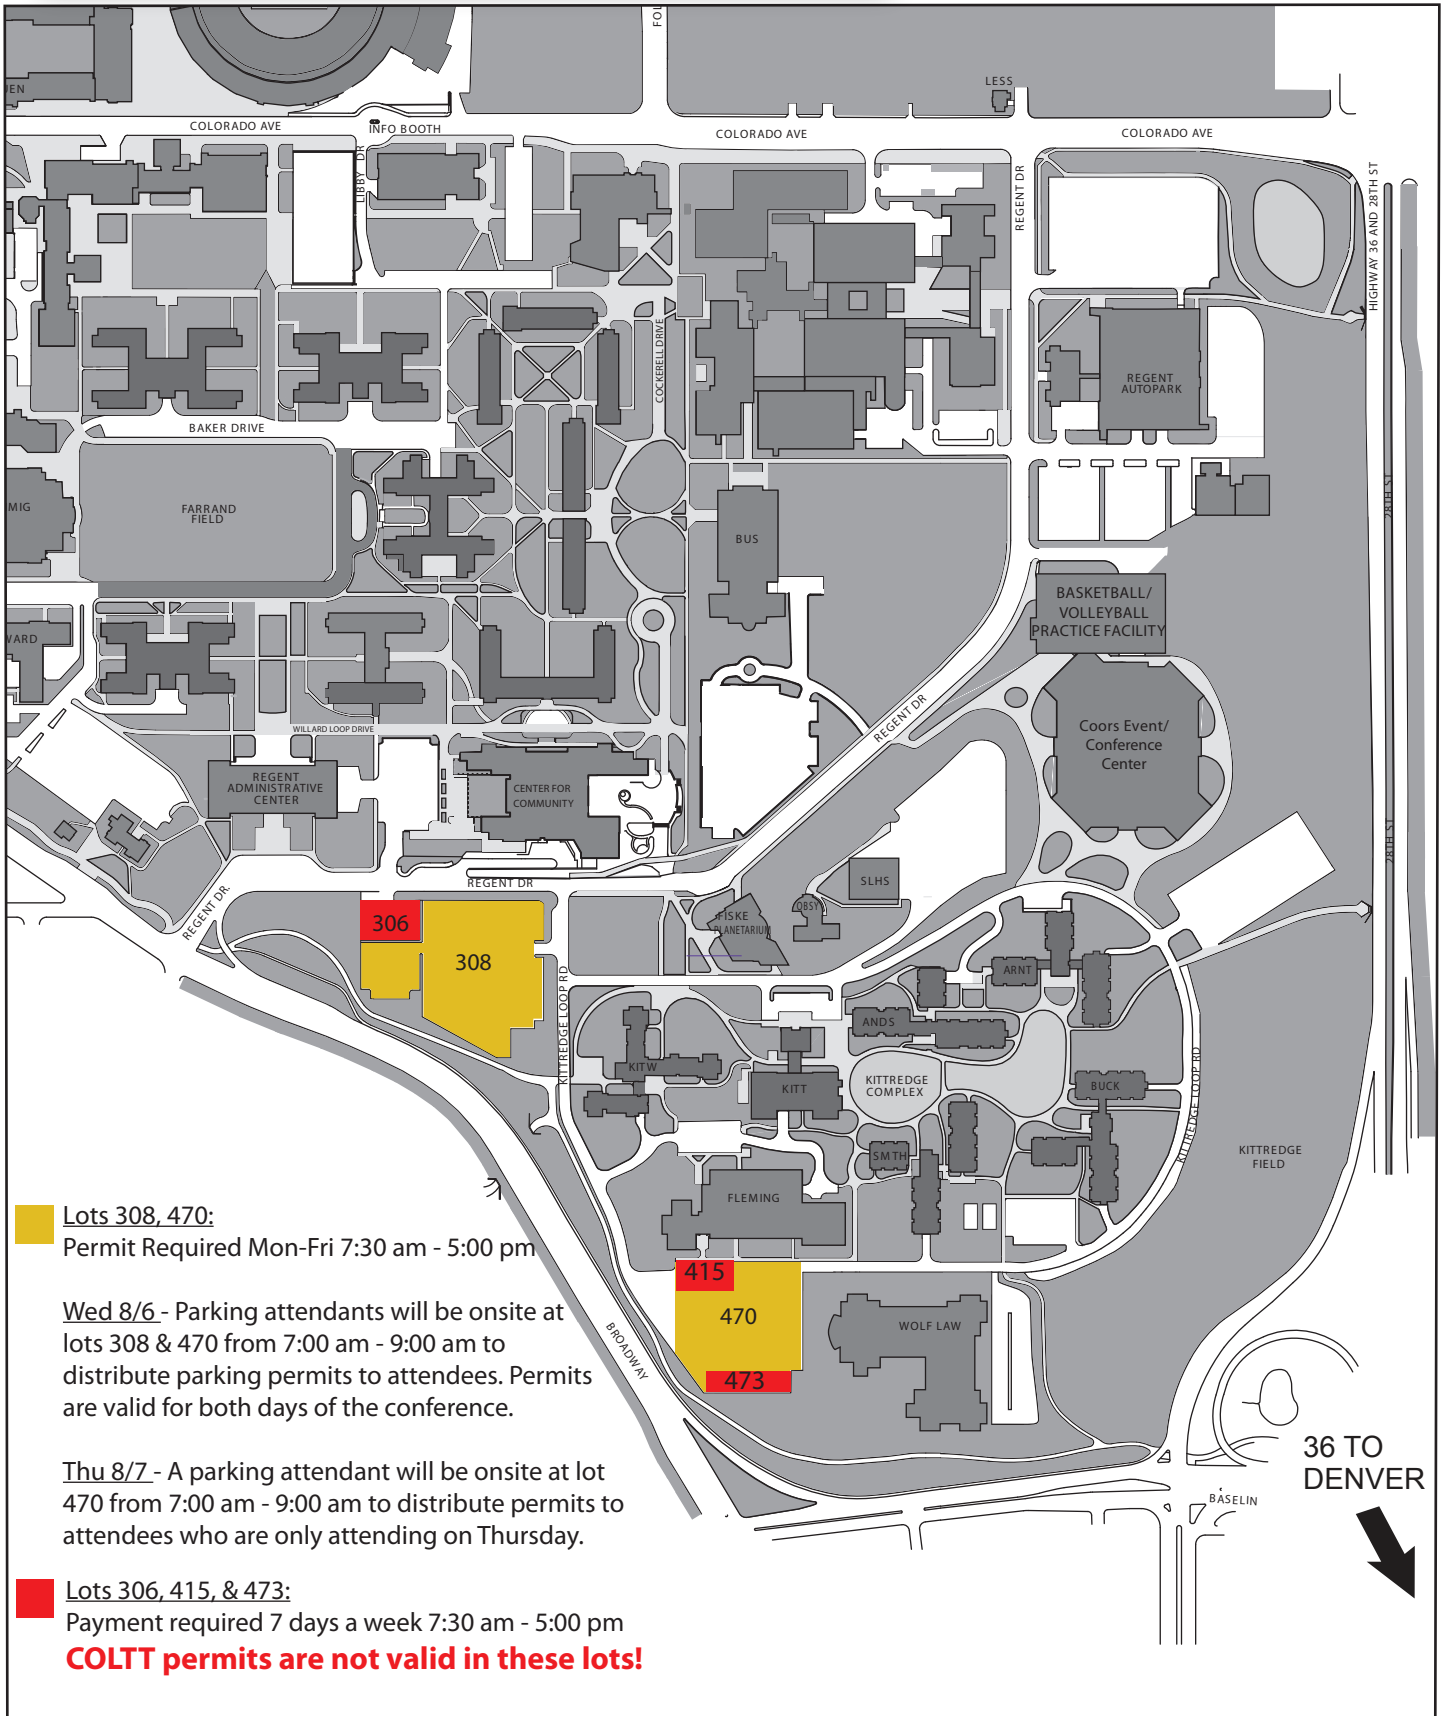 FOL
LESS
UEN
COLORADO AVE
INFO BOOTH
COLORADO AVE
COLORADO AVE
LIBBY DR
REGENT DR
HIGHWAY 36 AND 28TH ST
COCKERELL DRIVE
REGENT
AUTOPARK
BAKER DRIVE
MIG
FARRAND
FIELD
28TH ST
BUS
BASKETBALL/
VOLLEYBALL
PRACTICE FACILITY
WARD
REGENT DR
Coors Event/
Conference
Center
WILLARD LOOP DRIVE
REGENT
ADMINISTRATIVE
CENTER
CENTER FOR
COMMUNITY
28TH ST
REGENT DR
SLHS
REGENT DR.
306
308
FISKE
PLANETARIUM
OBSY
ARNT
KITTREDGE LOOP RD
ANDS
KITW
KITT
KITTREDGE
COMPLEX
BUCK
KITTREDGE LOOP RD
SMTH
KITTREDGE
FIELD
FLEMING
Lots 308, 470:
Permit Required Mon-Fri 7:30 am - 5:00 pm
415
470
473
WOLF LAW
BROADWAY
Wed 8/6 - Parking attendants will be onsite at
lots 308 & 470 from 7:00 am - 9:00 am to
distribute parking permits to attendees. Permits
are valid for both days of the conference.
36 TO
DENVER
BASELIN
Thu 8/7 - A parking attendant will be onsite at lot
470 from 7:00 am - 9:00 am to distribute permits to
attendees who are only attending on Thursday.
Lots 306, 415, & 473:
Payment required 7 days a week 7:30 am - 5:00 pm
COLTT permits are not valid in these lots!